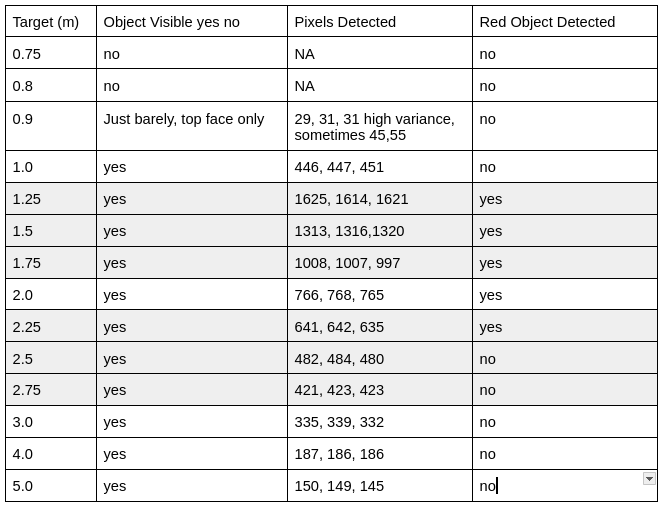 Target (m) Object Visible yes no Pixels Detected Red Object Detected
0.75 no NA no
0.8 no NA no
0.9 Just barely, top face only 29, 31, 31 high variance, no
sometimes 45,55
1.0 yes 446, 447, 451 no
1.25 yes 1625, 1614, 1621 yes
1.5 yes 1313, 1316,1320 yes
1.75 yes 1008, 1007, 997 yes
2.0 yes 766, 768, 765 yes
2.25 yes 641, 642, 635 yes
2.5 yes 482, 484, 480 no
2.75 yes 421, 423, 423 no
3.0 yes 335, 339, 332 no
4.0 yes 187, 186, 186 no
5.0 yes 150, 149, 145 no